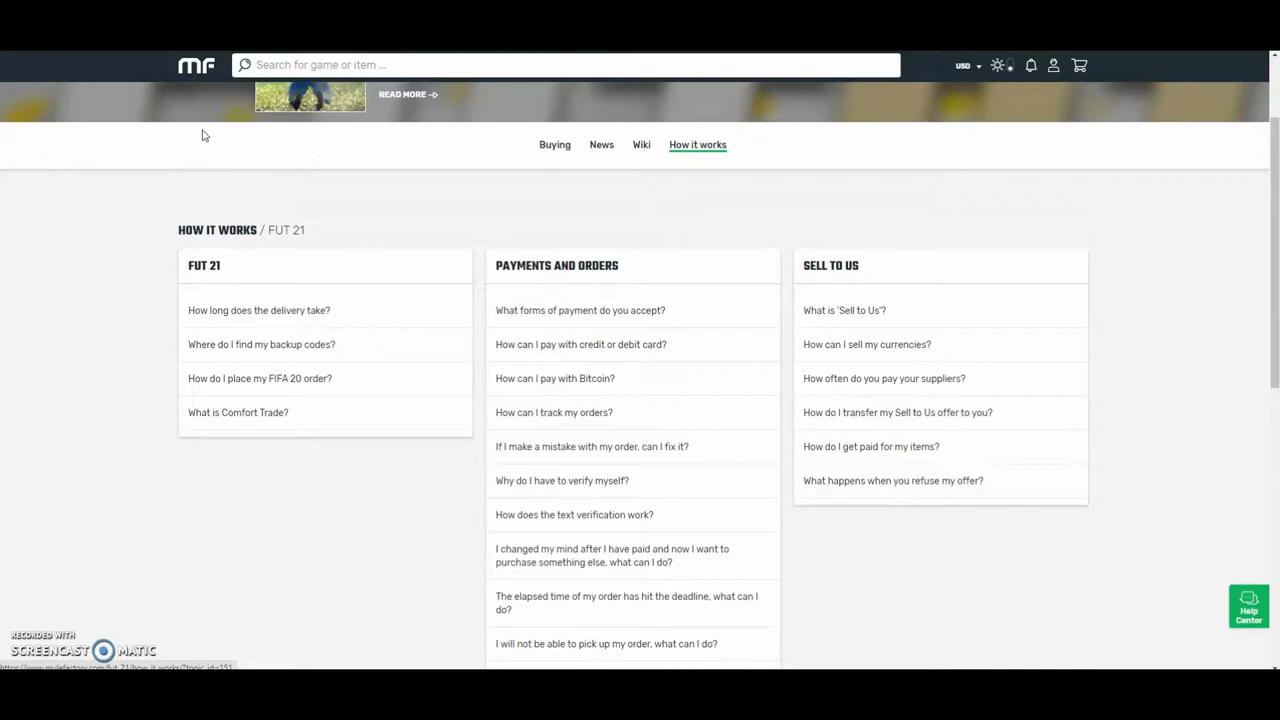 MF
Search for game or item ...
USD
READ MORE
Buying
News
Wiki
How it works
HOW IT WORKS / FUT 21
FUT 21
How long does the delivery take?
Where do I find my backup codes?
How do I place my FIFA 20 order?
What is Comfort Trade?
PAYMENTS AND ORDERS
What forms of payment do you accept?
How can I pay with credit or debit card?
How can I pay with Bitcoin?
How can I track my orders?
If I make a mistake with my order, can I fix it?
Why do I have to verify myself?
How does the text verification work?
I changed my mind after I have paid and now I want to
purchase something else, what can I do?
The elapsed time of my order has hit the deadline, what can I
do?
I will not be able to pick up my order, what can I do?
SELL TO US
What is 'Sell to Us'?
How can I sell my currencies?
How often do you pay your suppliers?
How do I transfer my Sell to Us offer to you?
How do I get paid for my items?
What happens when you refuse my offer?
Help
Center
RECORDED WITH
SCREENCAST MATIC
https://www.mulefactory.com/fut_21/how_it_works/?topic_id=151